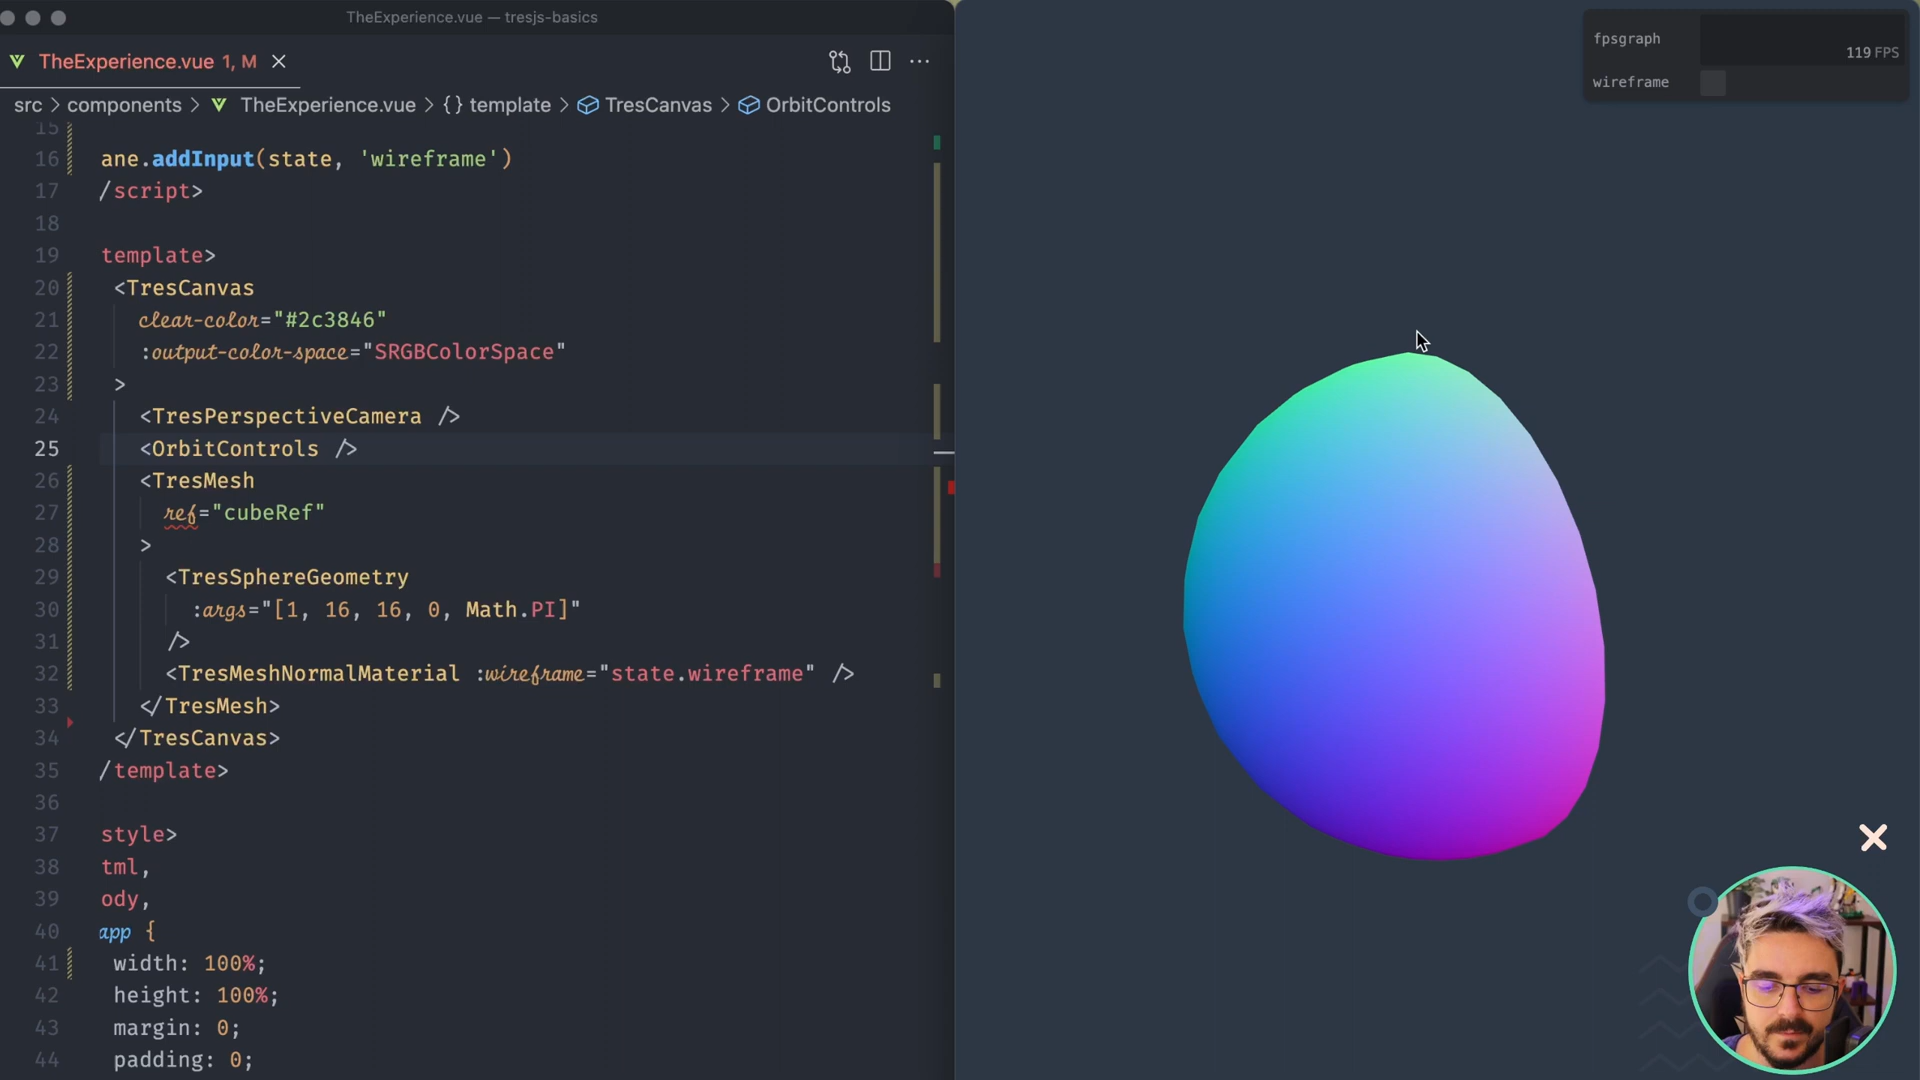 TheExperience.vue — tresjs-basics
TheExperience.vue 1, M
src > components > TheExperience.vue > {} template > TresCanvas > OrbitControls
15
16 ane.addInput(state, 'wireframe')
17 /script>
18
19 template>
20 <TresCanvas
21 clear-color="#2c3846"
22 :output-color-space="SRGBColorSpace"
23 >
24 <TresPerspectiveCamera />
25 <OrbitControls />
26 <TresMesh
27 ref="cubeRef"
28 >
29 <TresSphereGeometry
30 :args="[1, 16, 16, 0, Math.PI]"
31 />
32 <TresMeshNormalMaterial :wireframe="state.wireframe" />
33 </TresMesh>
34 </TresCanvas>
35 /template>
36
37 style>
38 tml,
39 ody,
40 app {
41 width: 100%;
42 height: 100%;
43 margin: 0;
44 padding: 0;
fpsgraph
119 FPS
wireframe